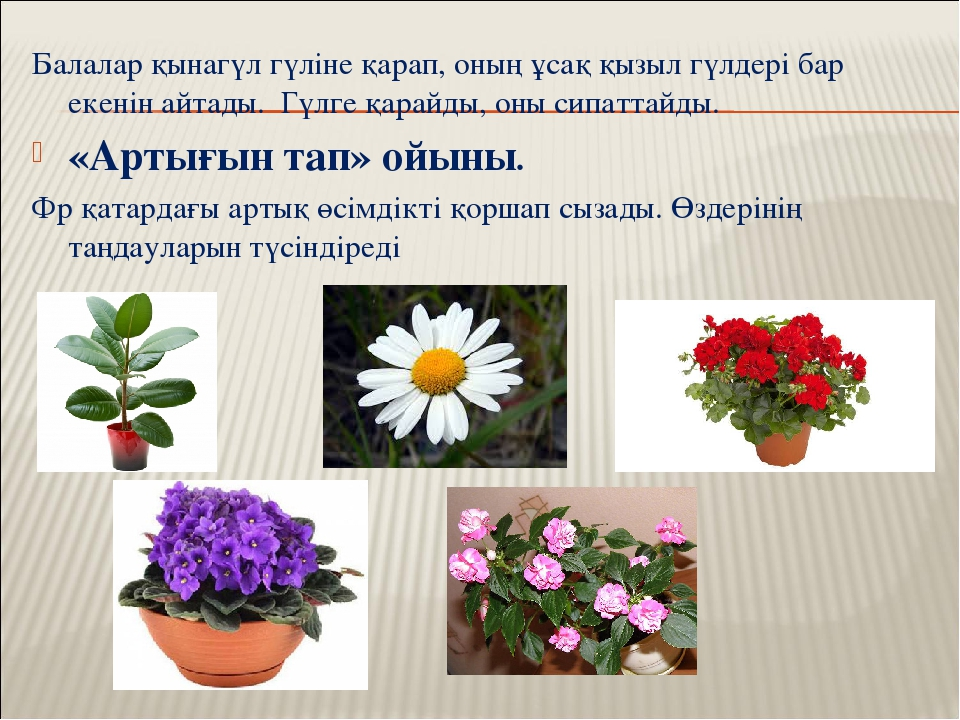 Балалар қынагүл гүліне қарап, оның ұсақ қызыл гүлдері бар
екенін айтады. Гүлге қарайды, оны сипаттайды.
«Артығын тап» ойыны.
Фр қатардағы артық өсімдікті қоршап сызады. Өздерінің
таңдауларын түсіндіреді